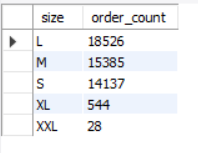 size order_count
L 18526
M 15385
S 14137
XL 544
XXL 28